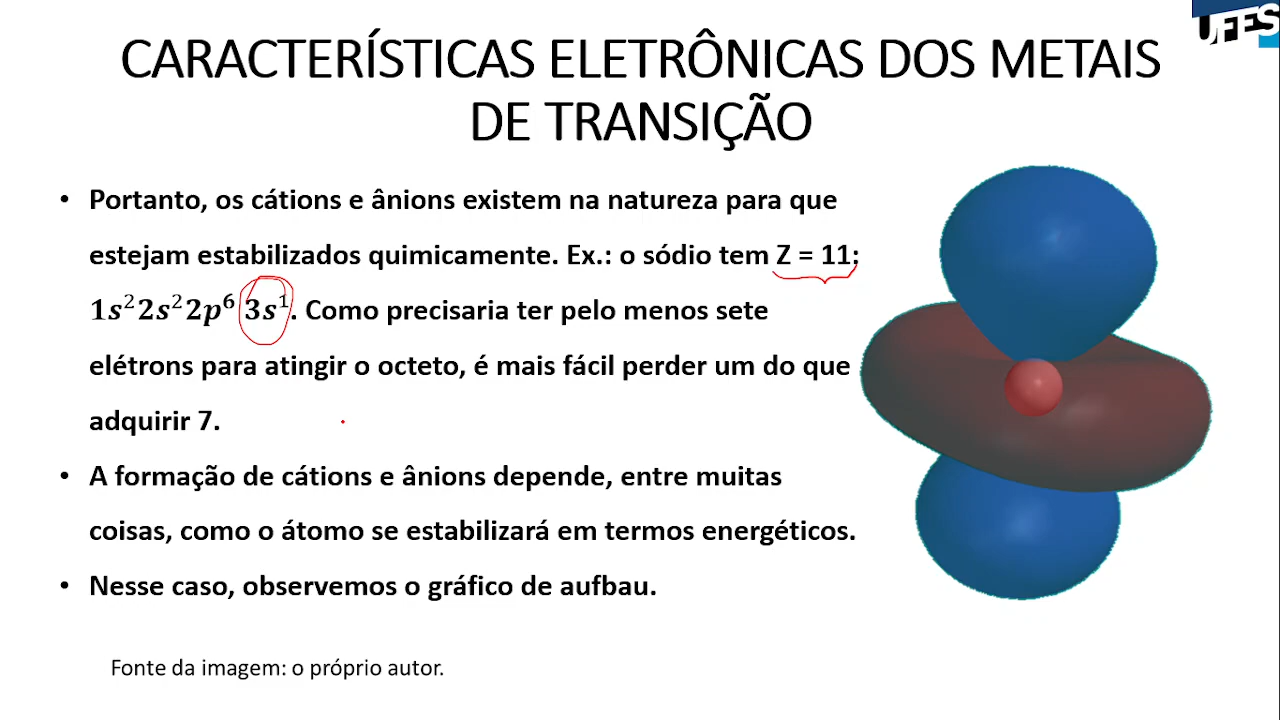 UFES
CARACTERÍSTICAS ELETRÔNICAS DOS METAIS
DE TRANSIÇÃO
• Portanto, os cátions e ânions existem na natureza para que
estejam estabilizados quimicamente. Ex.: o sódio tem Z = 11:
1s²2s²2p⁶ 3s¹. Como precisaria ter pelo menos sete
elétrons para atingir o octeto, é mais fácil perder um do que
adquirir 7.
• A formação de cátions e ânions depende, entre muitas
coisas, como o átomo se estabilizará em termos energéticos.
• Nesse caso, observemos o gráfico de aufbau.
Fonte da imagem: o próprio autor.